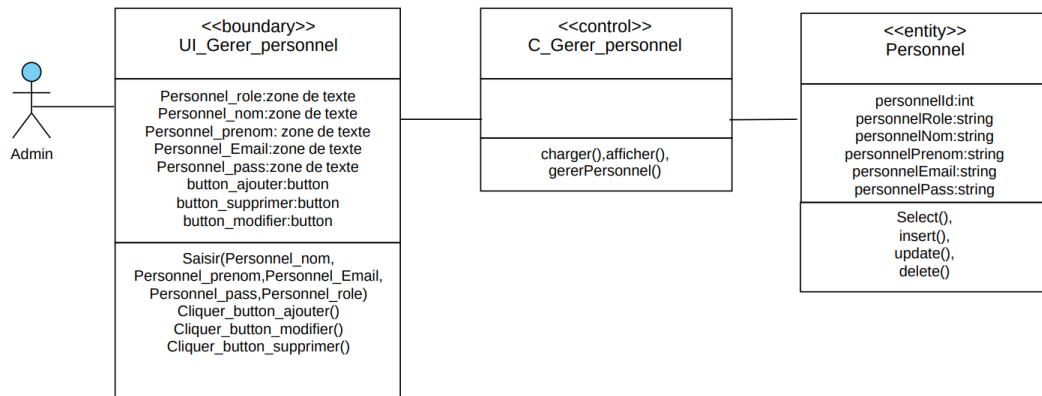 Admin
<<boundary>>
UI_Gerer_personnel
Personnel_role:zone de texte
Personnel_nom:zone de texte
Personnel_prenom: zone de texte
Personnel_Email:zone de texte
Personnel_pass:zone de texte
button_ajouter:button
button_supprimer:button
button_modifier:button
Saisir(Personnel_nom,
Personnel_prenom,Personnel_Email,
Personnel_pass,Personnel_role)
Cliquer_button_ajouter()
Cliquer_button_modifier()
Cliquer_button_supprimer()
<<control>>
C_Gerer_personnel
charger(),afficher(),
gererPersonnel()
<<entity>>
Personnel
personnelId:int
personnelRole:string
personnelNom:string
personnelPrenom:string
personnelEmail:string
personnelPass:string
Select(),
insert(),
update(),
delete()